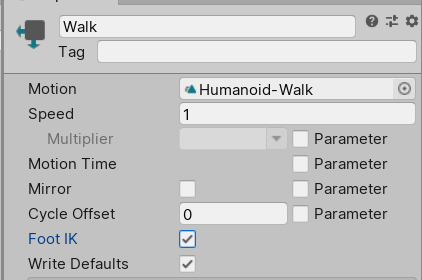 Walk
Tag
Motion Humanoid-Walk
Speed 1
Multiplier Parameter
Motion Time Parameter
Mirror Parameter
Cycle Offset 0 Parameter
Foot IK
Write Defaults